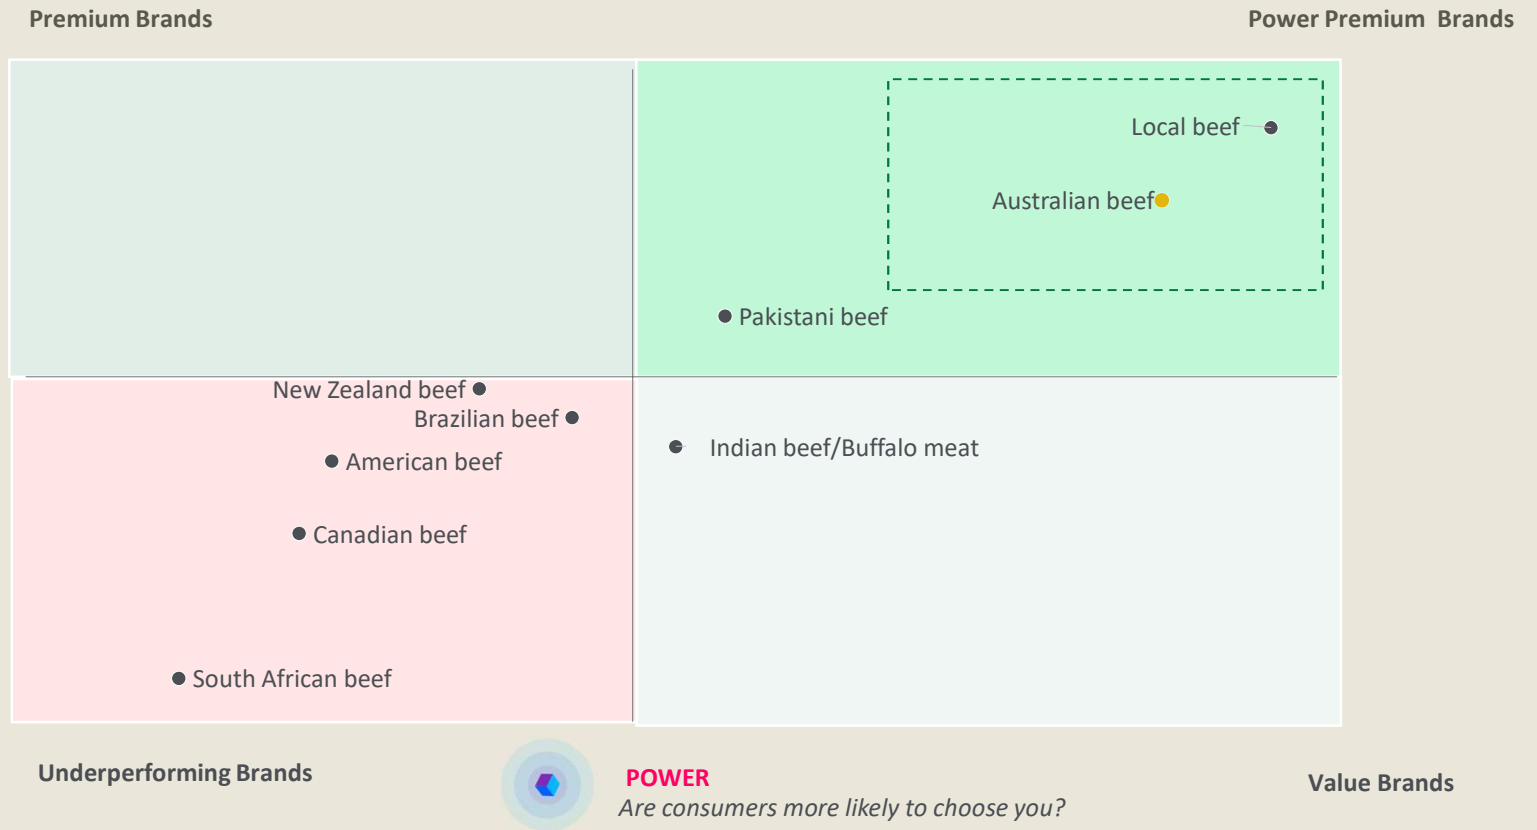 Premium Brands
Power Premium Brands
Local beef
Australian beef
Pakistani beef
New Zealand beef
Brazilian beef
Indian beef/Buffalo meat
American beef
Canadian beef
South African beef
Underperforming Brands
POWER
Value Brands
Are consumers more likely to choose you?